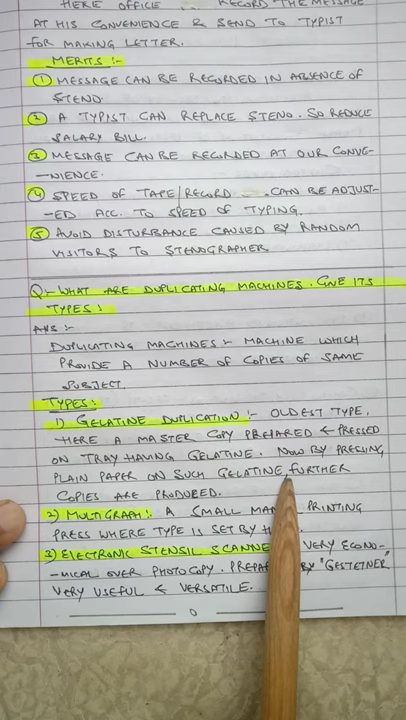 HERE OFFICE RECORD THE MESSAGE
AT HIS CONVENIENCE & SEND TO TYPIST
FOR MAKING LETTER.
MERITS :-
① MESSAGE CAN BE RECORDED IN ABSENCE OF
STENO
② A TYPIST CAN REPLACE STENO. SO REDUCE
SALARY BILL.
③ MESSAGE CAN BE RECORDED AT OUR CONVE-
-NIENCE.
④ SPEED OF TAPE/RECORD CAN BE ADJUST-
-ED ACC. TO SPEED OF TYPING.
⑤ AVOID DISTURBANCE CAUSED BY RANDOM
VISITORS TO STENOGRAPHER
Q:- WHAT ARE DUPLICATING MACHINES. GIVE ITS
TYPES:
ANS :-
DUPLICATING MACHINES :- MACHINE WHICH
PROVIDE A NUMBER OF COPIES OF SAME
SUBJECT.
TYPES:
1) GELATINE DUPLICATION :- OLDEST TYPE.
HERE A MASTER COPY PREPARED & PRESSED
ON TRAY HAVING GELATINE. NOW BY PRESING
PLAIN PAPER ON SUCH GELATINE, FURTHER
COPIES ARE PRODUED.
2) MULTIGRAPH: A SMALL PRINTING
PRESS WHERE TYPE IS SET BY
3) ELECTRONIC STENSIL SCANNE VERY ECONO-
-MICAL OVER PHOTOCOPY. BY "GESTETNER"
VERY USEFUL & VERSATILE.